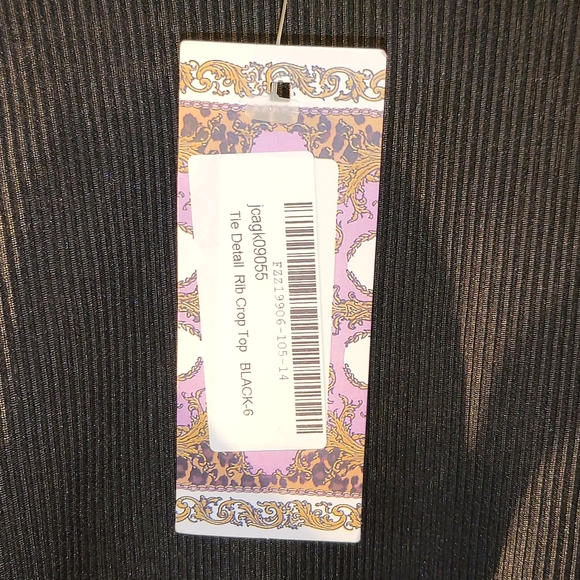 FZZ19906-105-14
jcagk09055
Tie Detail Rib Crop Top BLACK-6